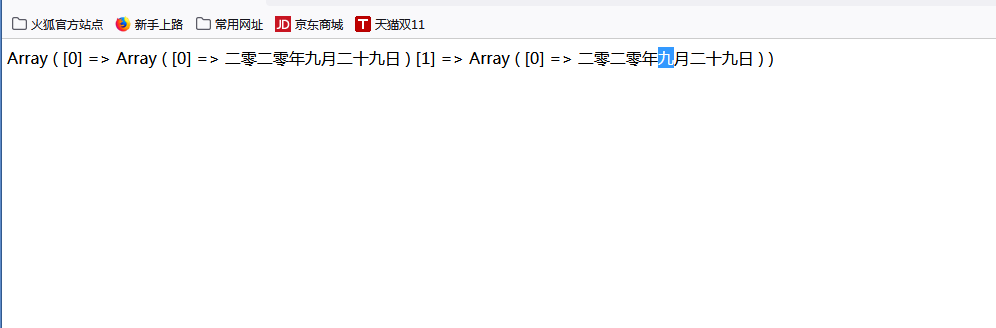 火狐官方站点 新手上路 常用网址 JD 京东商城 T 天猫双11
Array ( [0] => Array ( [0] => 二零二零年九月二十九日 ) [1] => Array ( [0] => 二零二零年九月二十九日 ) )